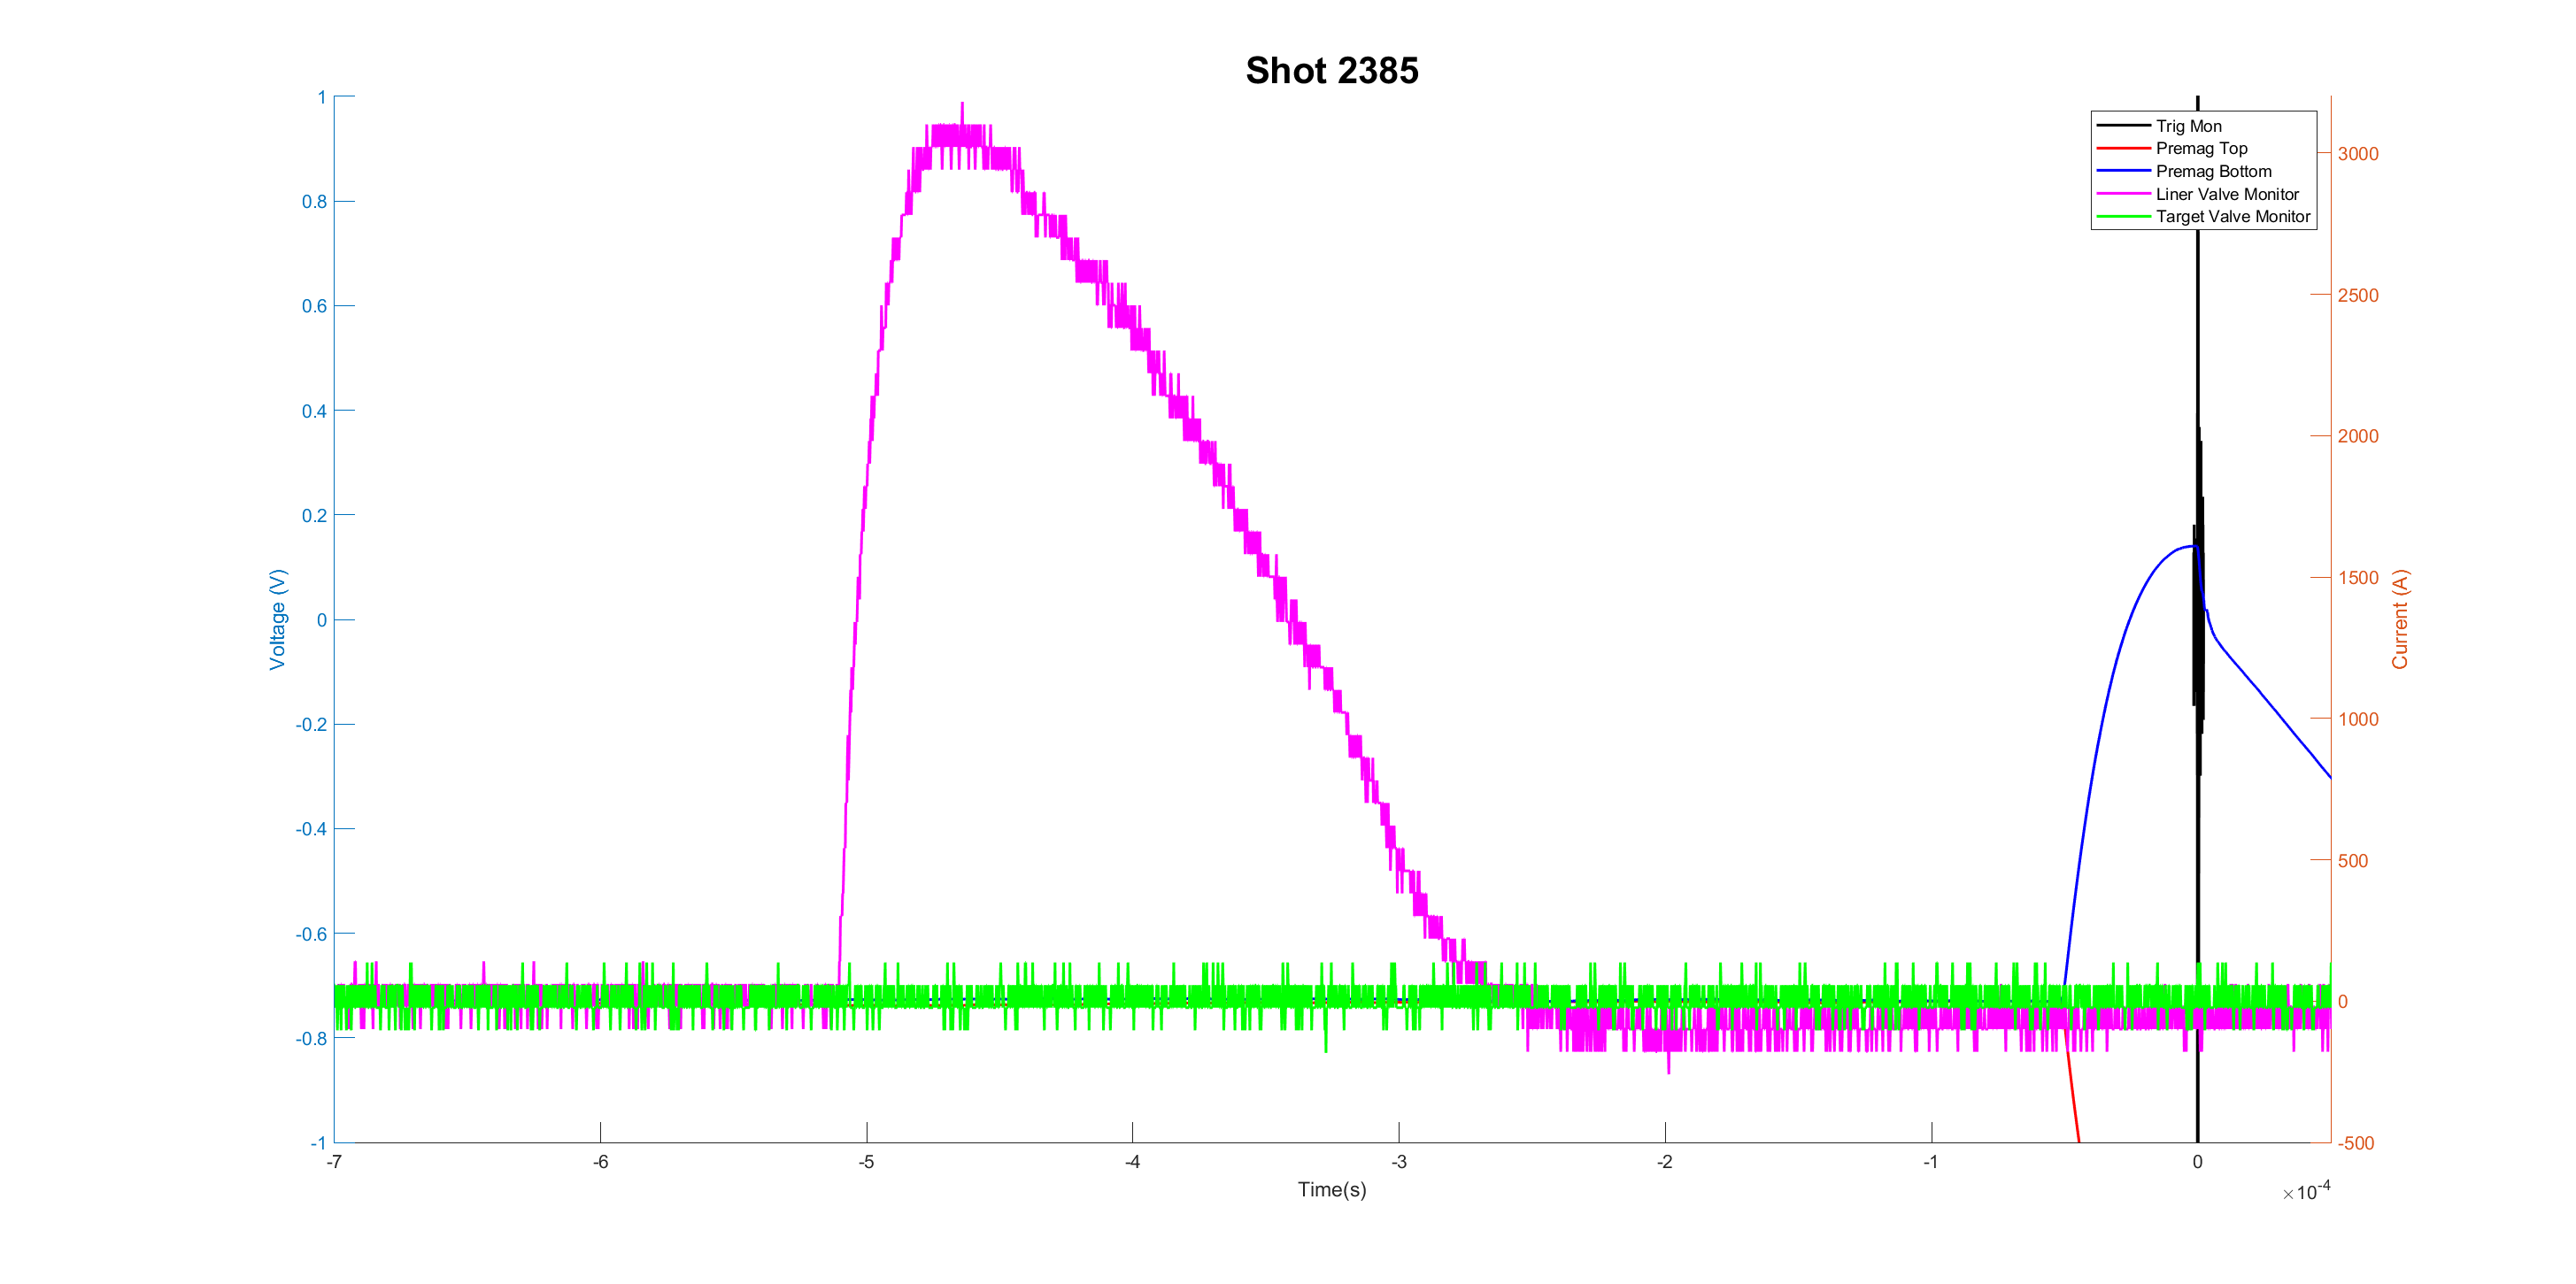 Shot 2385
1
0.8
0.6
0.4
0.2
0
-0.2
-0.4
-0.6
-0.8
-1
Voltage (V)
Trig Mon
Premag Top
Premag Bottom
Liner Valve Monitor
Target Valve Monitor
3000
2500
2000
1500
1000
500
0
-500
Current (A)
-7 -6 -5 -4 -3 -2 -1 0
Time(s)
×10⁻⁴